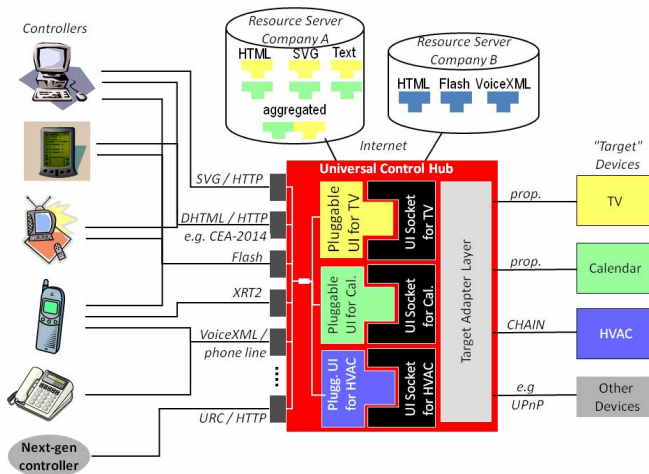 Controllers
Resource Server
Company A
HTML SVG Text
aggregated
Resource Server
Company B
HTML Flash VoiceXML
Internet
Universal Control Hub
"Target"
Devices
SVG / HTTP
DHTML / HTTP
e.g. CEA-2014
Flash
XRT2
VoiceXML /
phone line
URC / HTTP
Next-gen
controller
Pluggable
UI for TV
UI Socket
for TV
Pluggable
UI for Cal.
UI Socket
for Cal.
Plugg. UI
for HVAC
UI Socket
for HVAC
Target Adapter Layer
prop.
TV
prop.
Calendar
CHAIN
HVAC
e.g
UPnP
Other
Devices